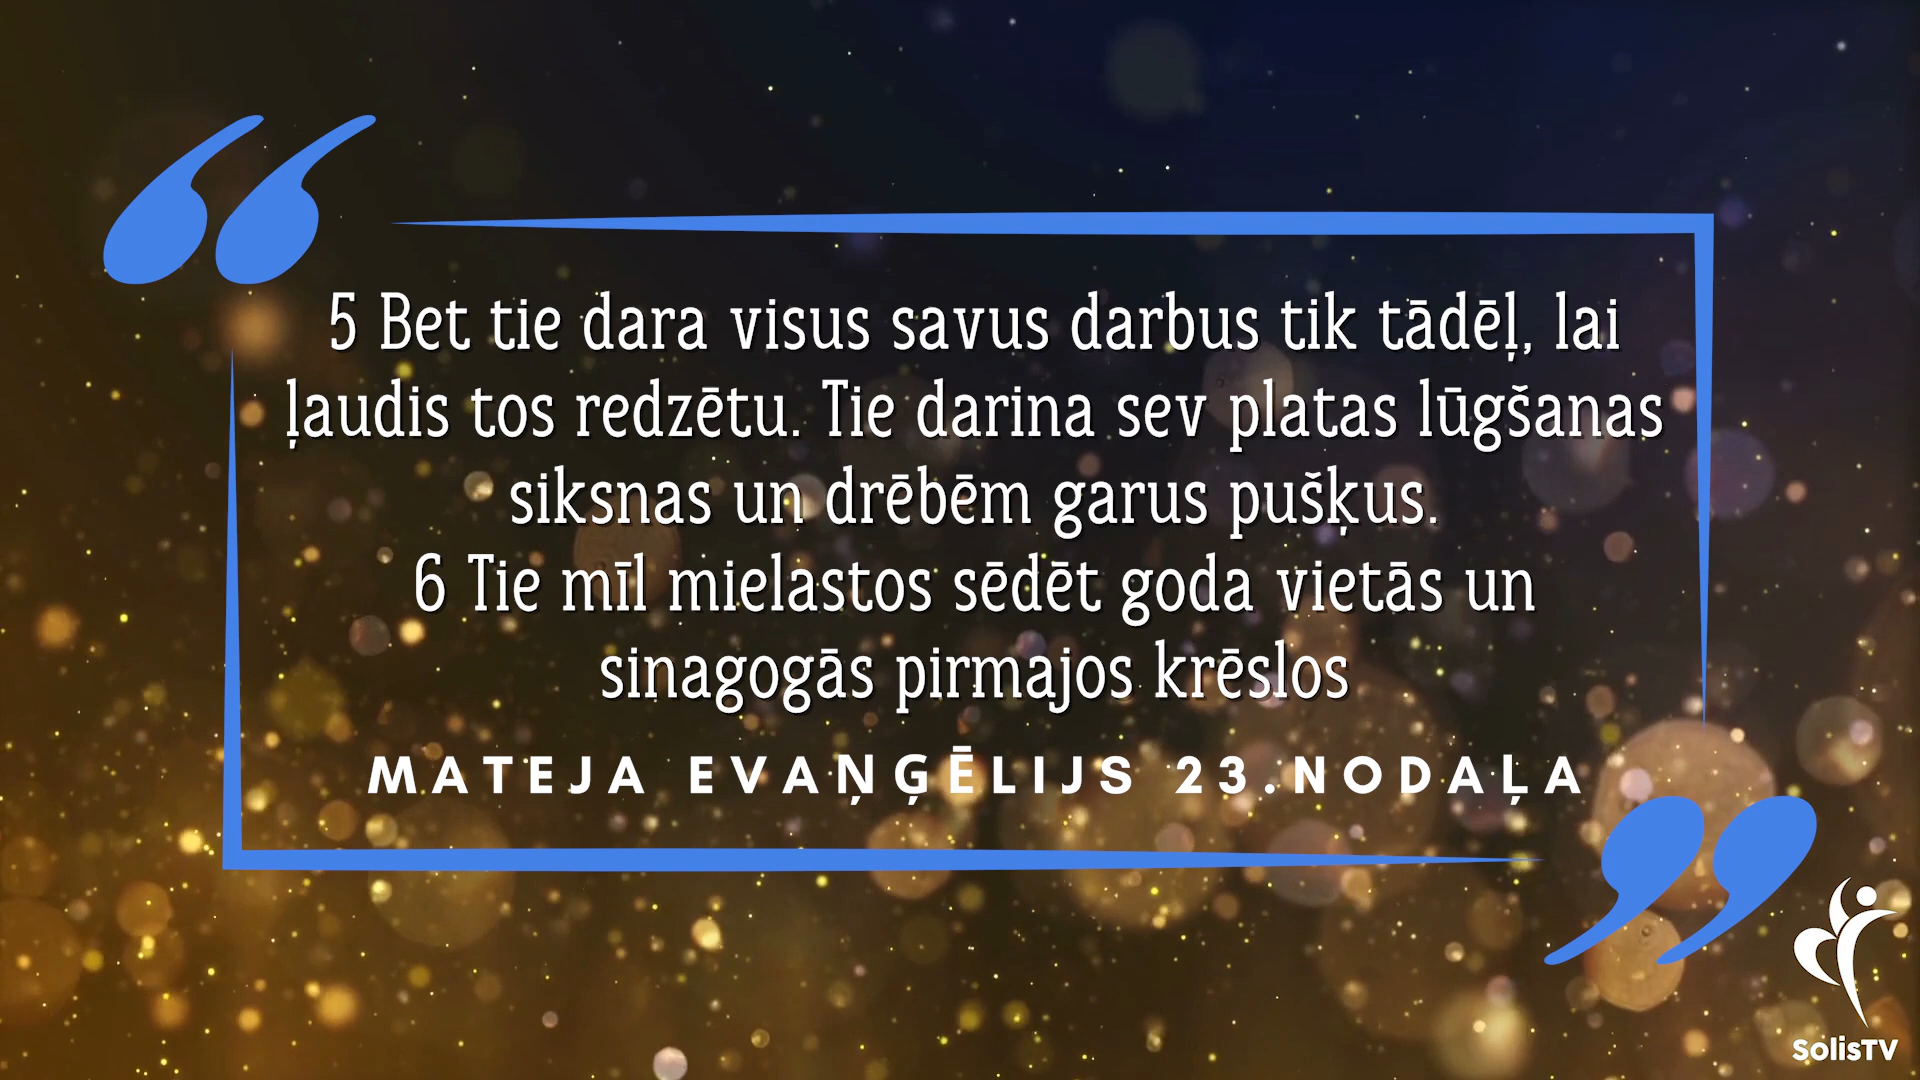 5 Bet tie dara visus savus darbus tik tādēļ, lai
ļaudis tos redzētu. Tie darina sev platas lūgšanas
siksnas un drēbēm garus pušķus.
6 Tie mīl mielastos sēdēt goda vietās un
sinagogās pirmajos krēslos
MATEJA EVAŅĢĒLIJS 23.NODAĻA
SolisTV